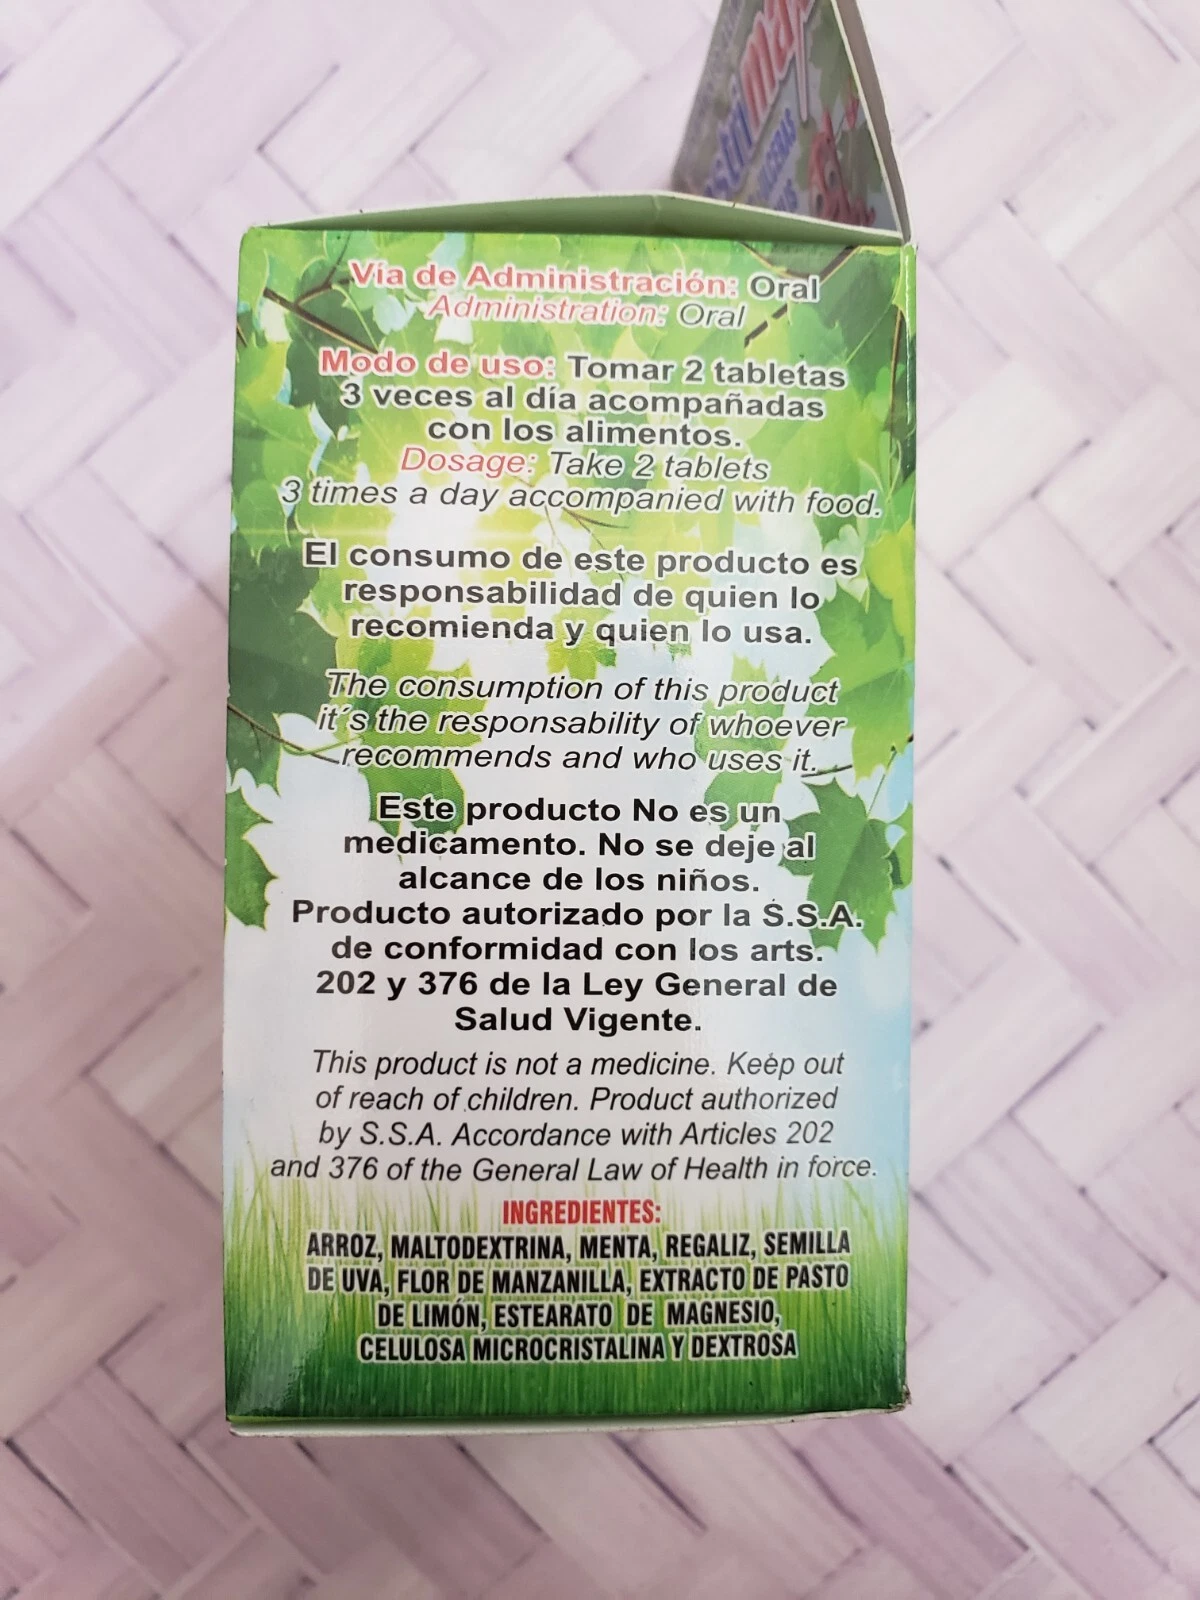 Vía de Administración: Oral
Administration: Oral
Modo de uso: Tomar 2 tabletas
3 veces al día acompañadas
con los alimentos.
Dosage: Take 2 tablets
3 times a day accompanied with food.
El consumo de este producto es
responsabilidad de quien lo
recomienda y quien lo usa.
The consumption of this product
it´s the responsability of whoever
recommends and who uses it.
Este producto No es un
medicamento. No se deje al
alcance de los niños.
Producto autorizado por la S.S.A.
de conformidad con los arts.
202 y 376 de la Ley General de
Salud Vigente.
This product is not a medicine. Keep out
of reach of children. Product authorized
by S.S.A. Accordance with Articles 202
and 376 of the General Law of Health in force.
INGREDIENTES:
ARROZ, MALTODEXTRINA, MENTA, REGALIZ, SEMILLA
DE UVA, FLOR DE MANZANILLA, EXTRACTO DE PASTO
DE LIMÓN, ESTEARATO DE MAGNESIO,
CELULOSA MICROCRISTALINA Y DEXTROSA